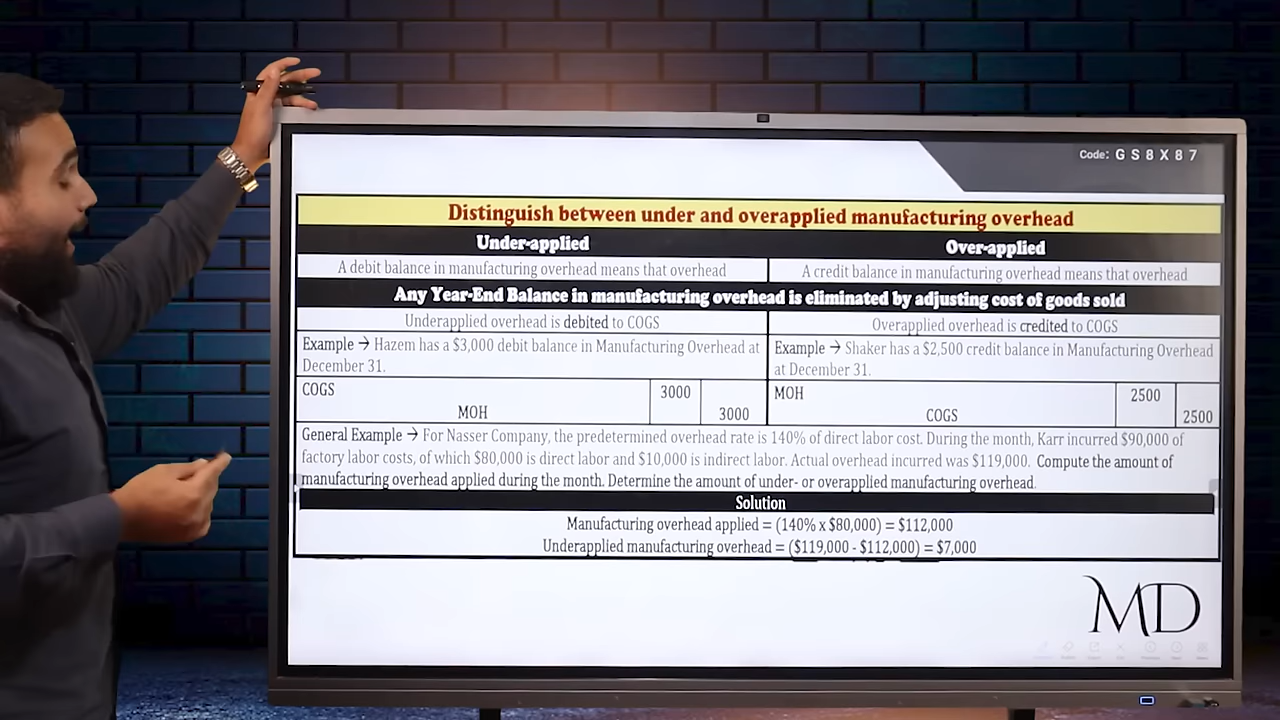 Code: G S 8 X 8 7
Distinguish between under and overapplied manufacturing overhead
Under-applied
Over-applied
A debit balance in manufacturing overhead means that overhead
A credit balance in manufacturing overhead means that overhead
Any Year-End Balance in manufacturing overhead is eliminated by adjusting cost of goods sold
Underapplied overhead is debited to COGS
Overapplied overhead is credited to COGS
Example → Hazem has a $3,000 debit balance in Manufacturing Overhead at
December 31.
Example → Shaker has a $2,500 credit balance in Manufacturing Overhead
at December 31.
COGS 3000
MOH 3000
MOH 2500
COGS 2500
General Example → For Nasser Company, the predetermined overhead rate is 140% of direct labor cost. During the month, Karr incurred $90,000 of
factory labor costs, of which $80,000 is direct labor and $10,000 is indirect labor. Actual overhead incurred was $119,000. Compute the amount of
manufacturing overhead applied during the month. Determine the amount of under- or overapplied manufacturing overhead.
Solution
Manufacturing overhead applied = (140% x $80,000) = $112,000
Underapplied manufacturing overhead = ($119,000 - $112,000) = $7,000
MD